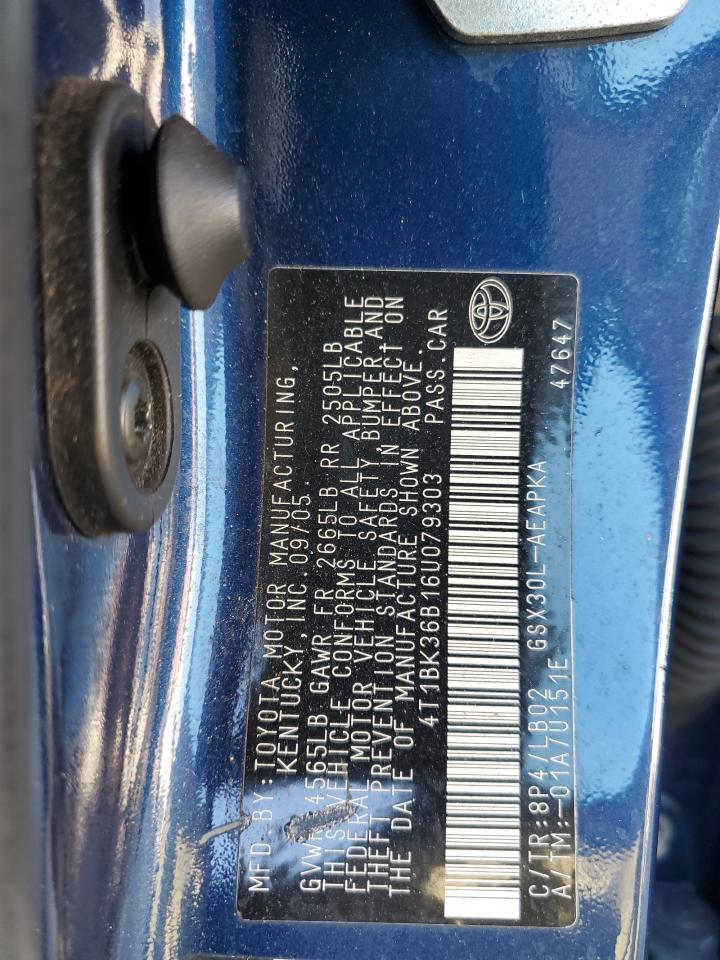 MFD. BY: TOYOTA MOTOR MANUFACTURING,
KENTUCKY, INC. 09/05
GVWR 4565LB GAWR FR 2665LB RR 2505LB
THIS VEHICLE CONFORMS TO ALL APPLICABLE
FEDERAL MOTOR VEHICLE SAFETY BUMPER AND
THEFT PREVENTION STANDARDS IN EFFECT ON
THE DATE OF MANUFACTURE SHOWN ABOVE.
4T1BK36B16U079303 PASS.CAR
C/TR:8P4/LB02 GSX30L-AEAPKA 47647
A/TM:-01A/U151E